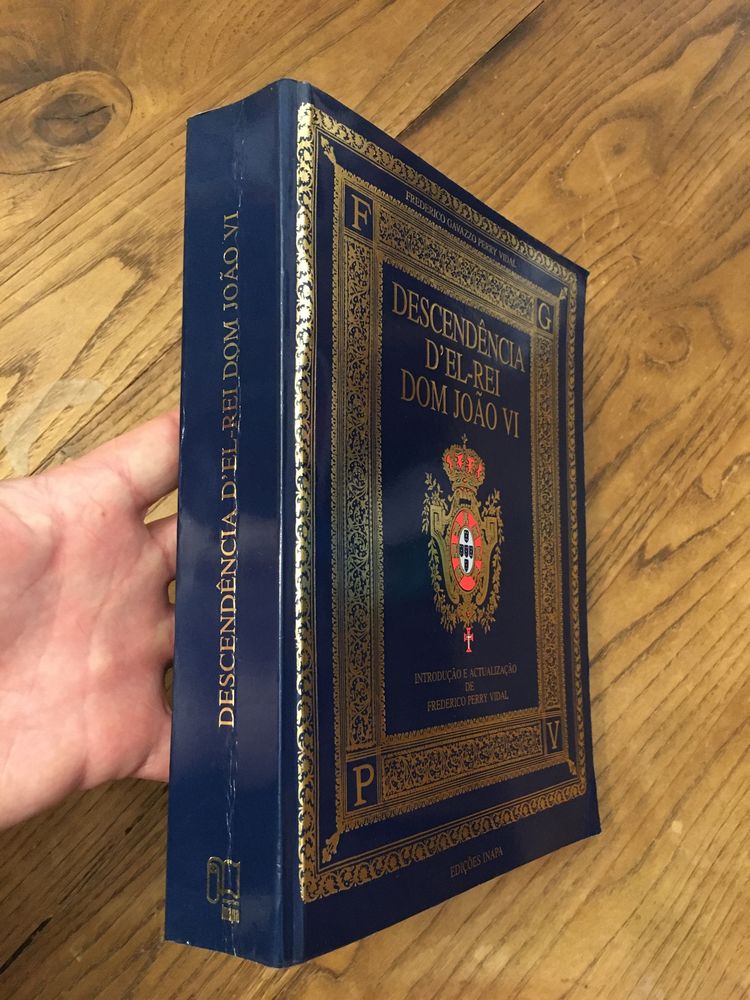 DESCENDÊNCIA D'EL-REI DOM JOÃO VI
inapa
FREDERICO GAVAZZO PERRY VIDAL
F
G
DESCENDÊNCIA
D'EL-REI
DOM JOÃO VI
INTRODUÇÃO E ACTUALIZAÇÃO
DE
FREDERICO PERRY VIDAL
P
V
EDIÇÕES INAPA